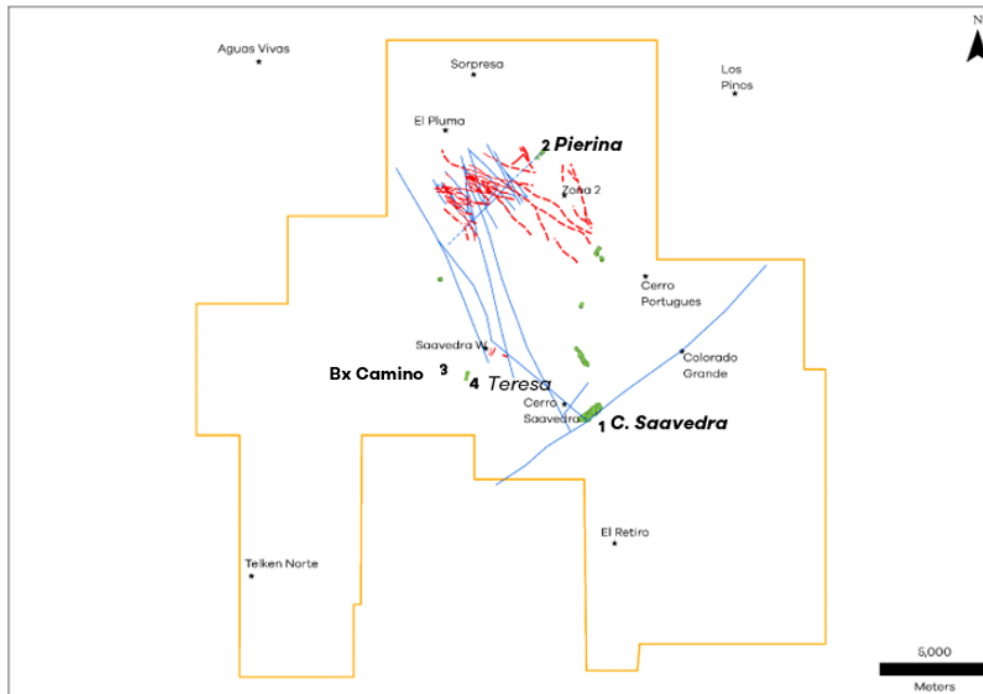 N
Aguas Vivas
Sorpresa
Los
Pinos
El Pluma
2 Pierina
Zona 2
Cerro
Portugues
Saavedra W
Colorado
Grande
Bx Camino 3
4 Teresa
Cerro
Saavedra
1 C. Saavedra
El Retiro
Telken Norte
5,000
Meters